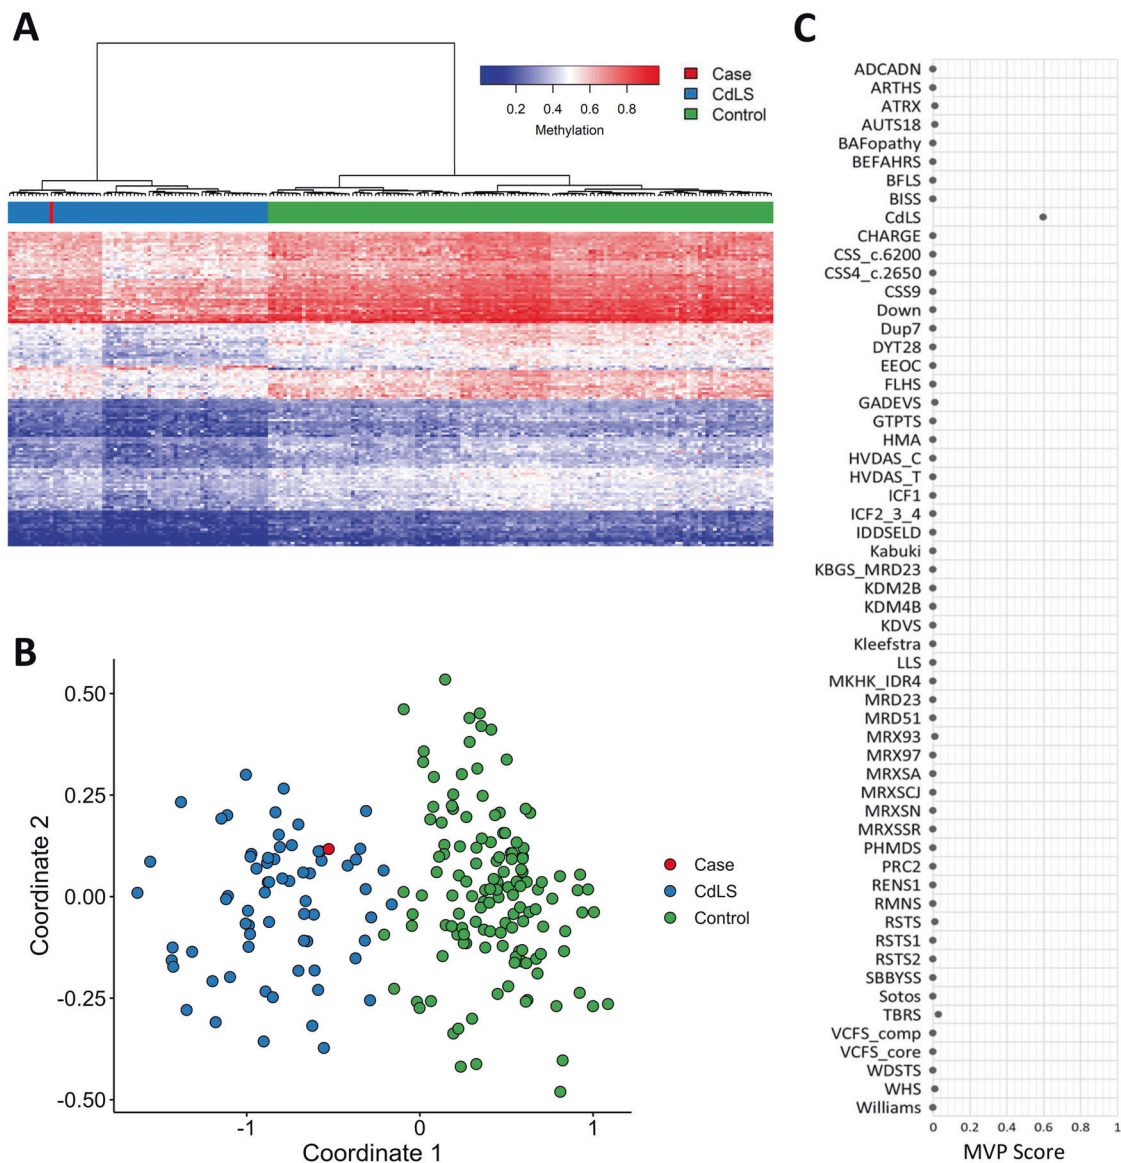 A
0.2 0.4 0.6 0.8
Methylation
Case
CdLS
Control
B
0.50
0.25
0.00
-0.25
-0.50
Coordinate 2
-1 0 1
Coordinate 1
Case
CdLS
Control
C
ADCADN
ARTHS
ATRX
AUTS18
BAFopathy
BEFAHRS
BFLS
BISS
CdLS
CHARGE
CSS_c.6200
CSS4_c.2650
CSS9
Down
Dup7
DYT28
EEOC
FLHS
GADEVS
GTPTS
HMA
HVDAS_C
HVDAS_T
ICF1
ICF2_3_4
IDDSELD
Kabuki
KBGS_MRD23
KDM2B
KDM4B
KDVS
Kleefstra
LLS
MKHK_IDR4
MRD23
MRD51
MRX93
MRX97
MRXSA
MRXSCJ
MRXSN
MRXSSR
PHMDS
PRC2
RENS1
RMNS
RSTS
RSTS1
RSTS2
SBBYSS
Sotos
TBRS
VCFS_comp
VCFS_core
WDSTS
WHS
Williams
0 0.2 0.4 0.6 0.8 1
MVP Score